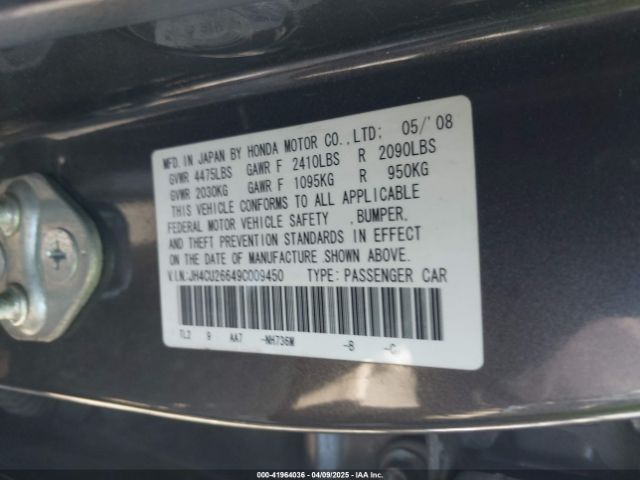 MFD. IN JAPAN BY HONDA MOTOR CO.,LTD: 05/'08
GVWR 4475LBS GAWR F 2410LBS R 2090LBS
GVWR 2030KG GAWR F 1095KG R 950KG
THIS VEHICLE CONFORMS TO ALL APPLICABLE
FEDERAL MOTOR VEHICLE SAFETY ,BUMPER,
AND THEFT PREVENTION STANDARDS IN EFFECT
ON THE DATE OF MANUFACTURE SHOWN ABOVE.
V.I.N:JH4CU26649C009450 TYPE: PASSENGER CAR
TL2 9 AA7 -NH736M -B -C
000-41964036 | 04/09/2025 - IAA Inc.